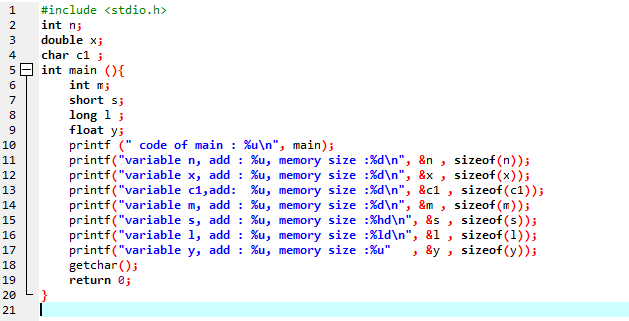 1 #include <stdio.h>
2 int n;
3 double x;
4 char c1 ;
5 int main (){
6 int m;
7 short s;
8 long l ;
9 float y;
10 printf (" code of main : %u\n", main);
11 printf("variable n, add : %u, memory size :%d\n", &n , sizeof(n));
12 printf("variable x, add : %u, memory size :%d\n", &x , sizeof(x));
13 printf("variable c1,add:  %u, memory size :%d\n", &c1 , sizeof(c1));
14 printf("variable m, add : %u, memory size :%d\n", &m , sizeof(m));
15 printf("variable s, add : %u, memory size :%hd\n", &s , sizeof(s));
16 printf("variable l, add : %u, memory size :%ld\n", &l , sizeof(l));
17 printf("variable y, add : %u, memory size :%u"   , &y , sizeof(y));
18 getchar();
19 return 0;
20 }
21